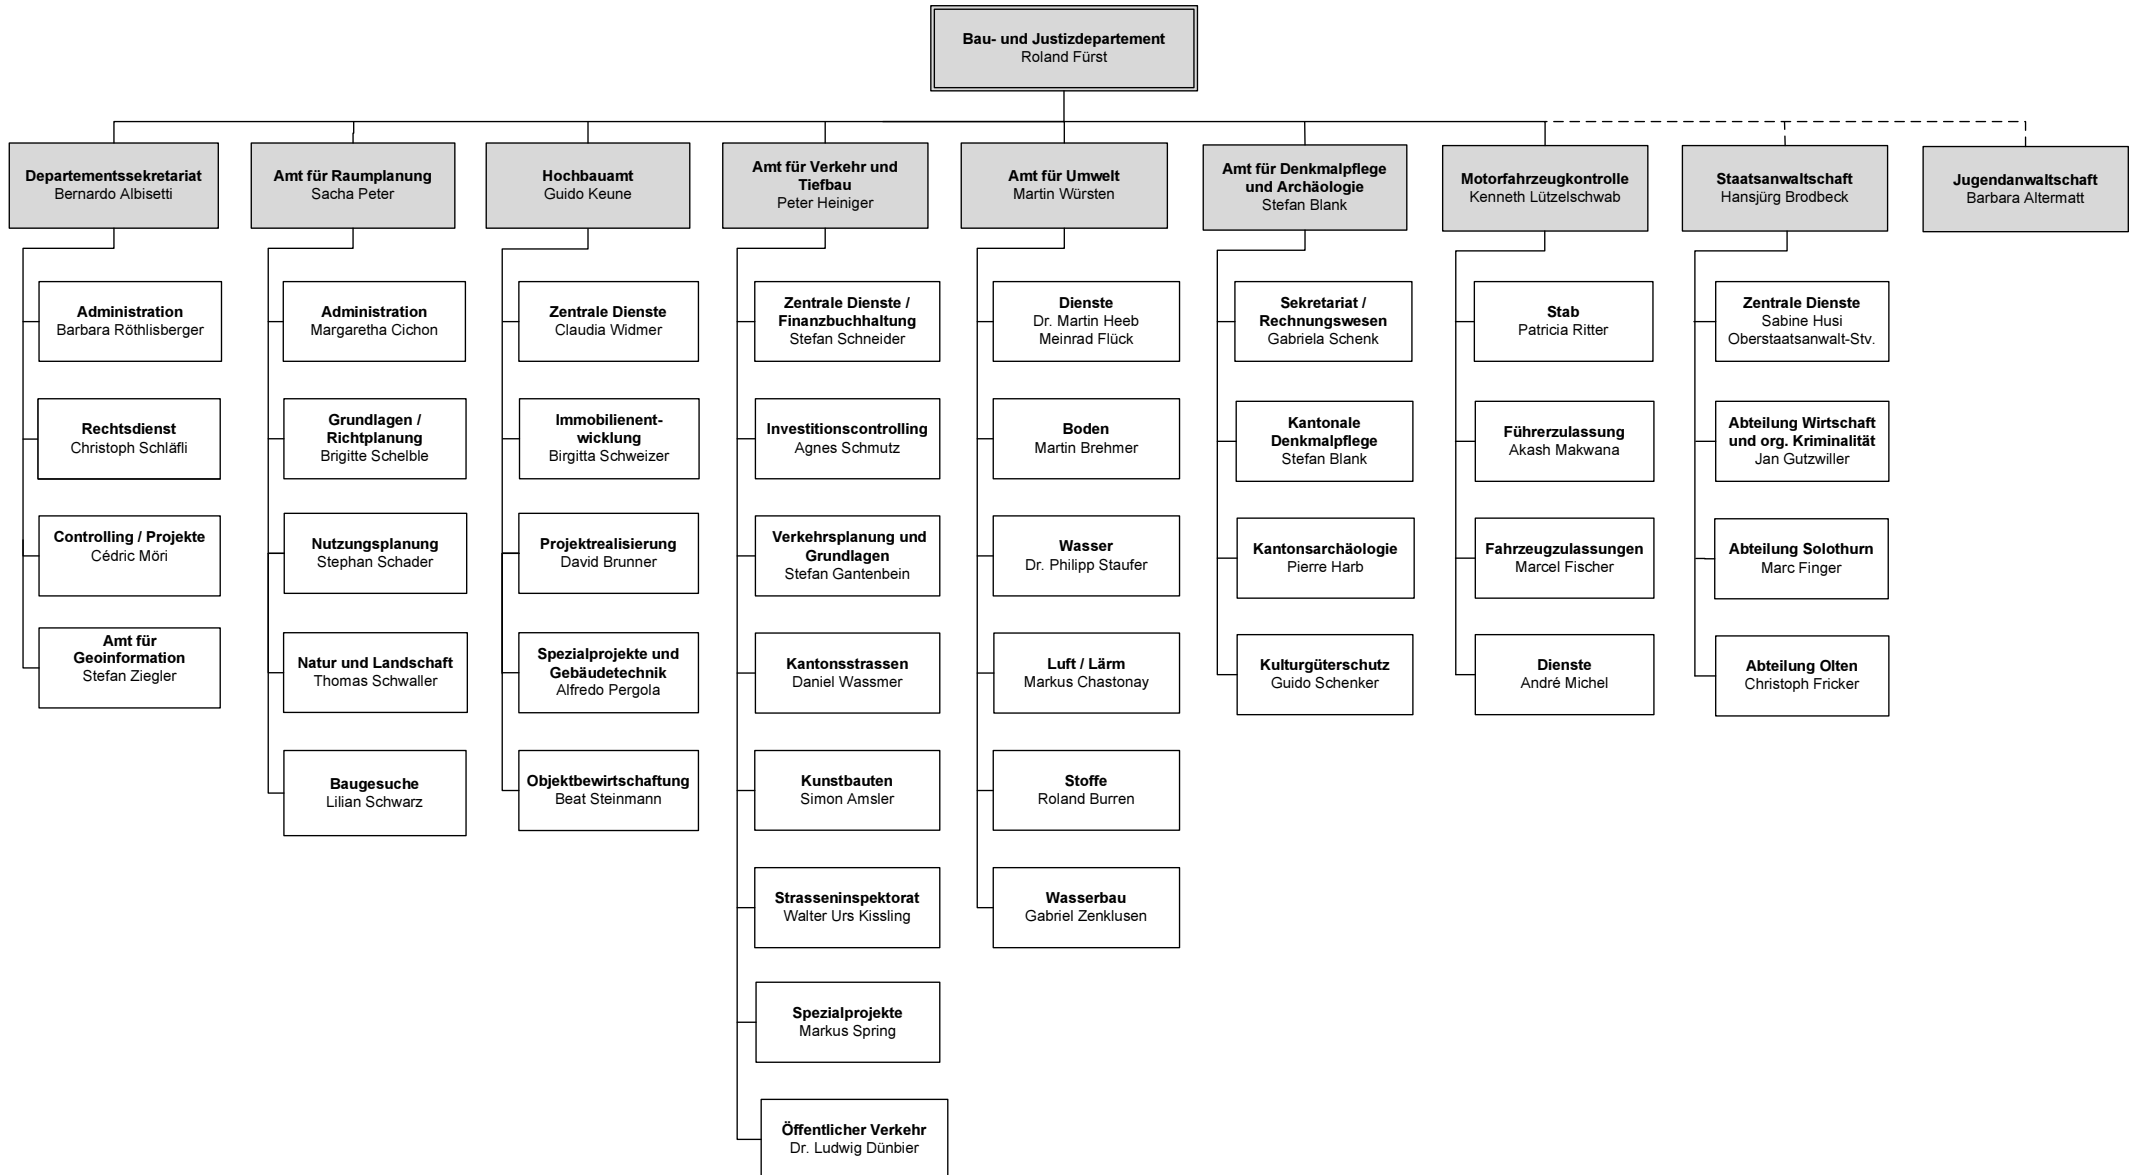 Bau- und Justizdepartement
Roland Fürst
Departementssekretariat
Bernardo Albisetti
Amt für Raumplanung
Sacha Peter
Hochbauamt
Guido Keune
Amt für Verkehr und
Tiefbau
Peter Heiniger
Amt für Umwelt
Martin Würsten
Amt für Denkmalpflege
und Archäologie
Stefan Blank
Motorfahrzeugkontrolle
Kenneth Lützelschwab
Staatsanwaltschaft
Hansjürg Brodbeck
Jugendanwaltschaft
Barbara Altermatt
Administration
Barbara Röthlisberger
Rechtsdienst
Christoph Schläfli
Controlling / Projekte
Cédric Möri
Amt für
Geoinformation
Stefan Ziegler
Administration
Margaretha Cichon
Grundlagen /
Richtplanung
Brigitte Schelble
Nutzungsplanung
Stephan Schader
Natur und Landschaft
Thomas Schwaller
Baugesuche
Lilian Schwarz
Zentrale Dienste
Claudia Widmer
Immobilienent-
wicklung
Birgitta Schweizer
Projektrealisierung
David Brunner
Spezialprojekte und
Gebäudetechnik
Alfredo Pergola
Objektbewirtschaftung
Beat Steinmann
Zentrale Dienste /
Finanzbuchhaltung
Stefan Schneider
Investitionscontrolling
Agnes Schmutz
Verkehrsplanung und
Grundlagen
Stefan Gantenbein
Kantonsstrassen
Daniel Wassmer
Kunstbauten
Simon Amsler
Strasseninspektorat
Walter Urs Kissling
Spezialprojekte
Markus Spring
Öffentlicher Verkehr
Dr. Ludwig Dünbier
Dienste
Dr. Martin Heeb
Meinrad Flück
Boden
Martin Brehmer
Wasser
Dr. Philipp Staufer
Luft / Lärm
Markus Chastonay
Stoffe
Roland Burren
Wasserbau
Gabriel Zenklusen
Sekretariat /
Rechnungswesen
Gabriela Schenk
Kantonale
Denkmalpflege
Stefan Blank
Kantonsarchäologie
Pierre Harb
Kulturgüterschutz
Guido Schenker
Stab
Patricia Ritter
Führerzulassung
Akash Makwana
Fahrzeugzulassungen
Marcel Fischer
Dienste
André Michel
Zentrale Dienste
Sabine Husi
Oberstaatsanwalt-Stv.
Abteilung Wirtschaft
und org. Kriminalität
Jan Gutzwiller
Abteilung Solothurn
Marc Finger
Abteilung Olten
Christoph Fricker